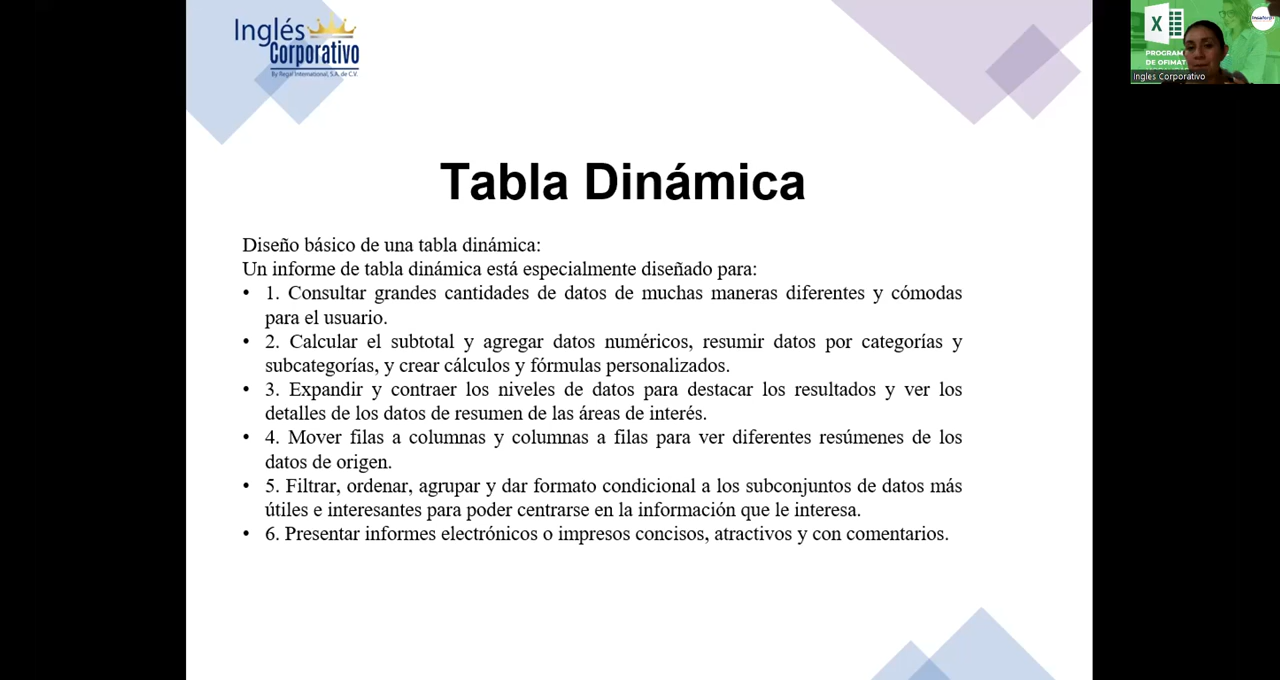 Inglés
Corporativo
By Regal International, S.A. de C.V.
Tabla Dinámica
Diseño básico de una tabla dinámica:
Un informe de tabla dinámica está especialmente diseñado para:
• 1. Consultar grandes cantidades de datos de muchas maneras diferentes y cómodas
para el usuario.
• 2. Calcular el subtotal y agregar datos numéricos, resumir datos por categorías y
subcategorías, y crear cálculos y fórmulas personalizados.
• 3. Expandir y contraer los niveles de datos para destacar los resultados y ver los
detalles de los datos de resumen de las áreas de interés.
• 4. Mover filas a columnas y columnas a filas para ver diferentes resúmenes de los
datos de origen.
• 5. Filtrar, ordenar, agrupar y dar formato condicional a los subconjuntos de datos más
útiles e interesantes para poder centrarse en la información que le interesa.
• 6. Presentar informes electrónicos o impresos concisos, atractivos y con comentarios.
X
PROGRAM
DE OFIMAT
Ingles Corporativo